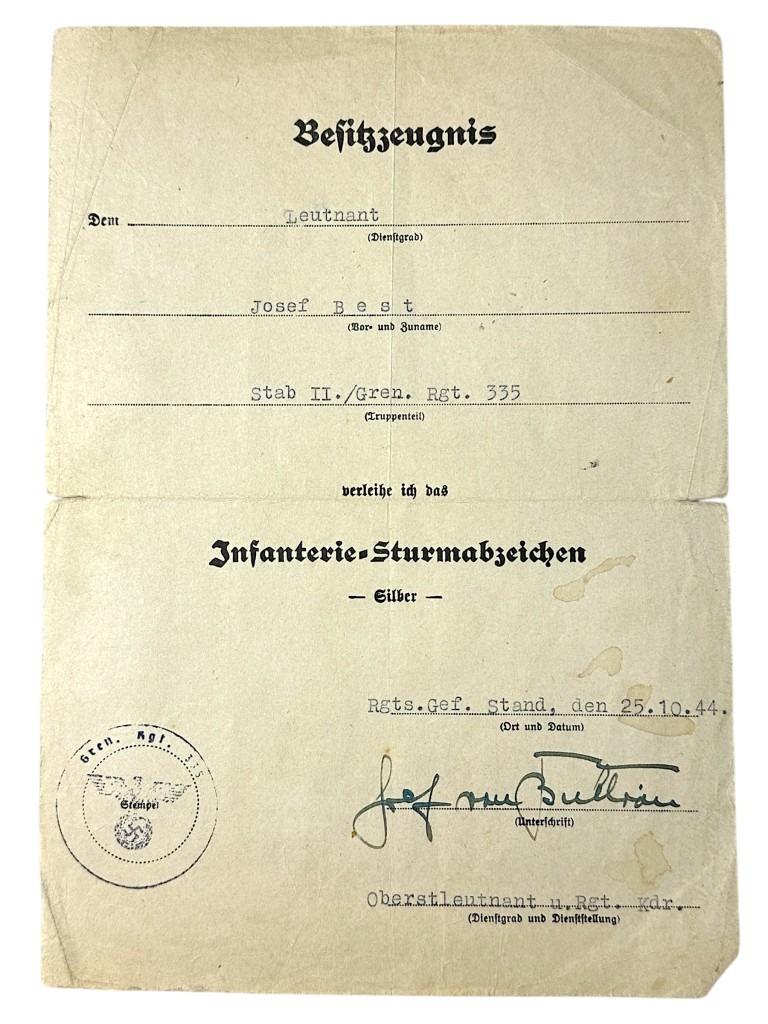 Besitzzeugnis
Dem Leutnant
(Dienstgrad)
Josef B e s t
(Vor- und Zuname)
Stab II./Gren. Rgt. 335
(Truppenteil)
verleihe ich das
Infanterie-Sturmabzeichen
— Silber —
Rgts.Gef. Stand, den 25.10.44.
(Ort und Datum)
Gren. Rgt. 335
Stempel
Graf von
(Unterschrift)
Oberstleutnant u.Rgt. Kdr.
(Dienstgrad und Dienststellung)